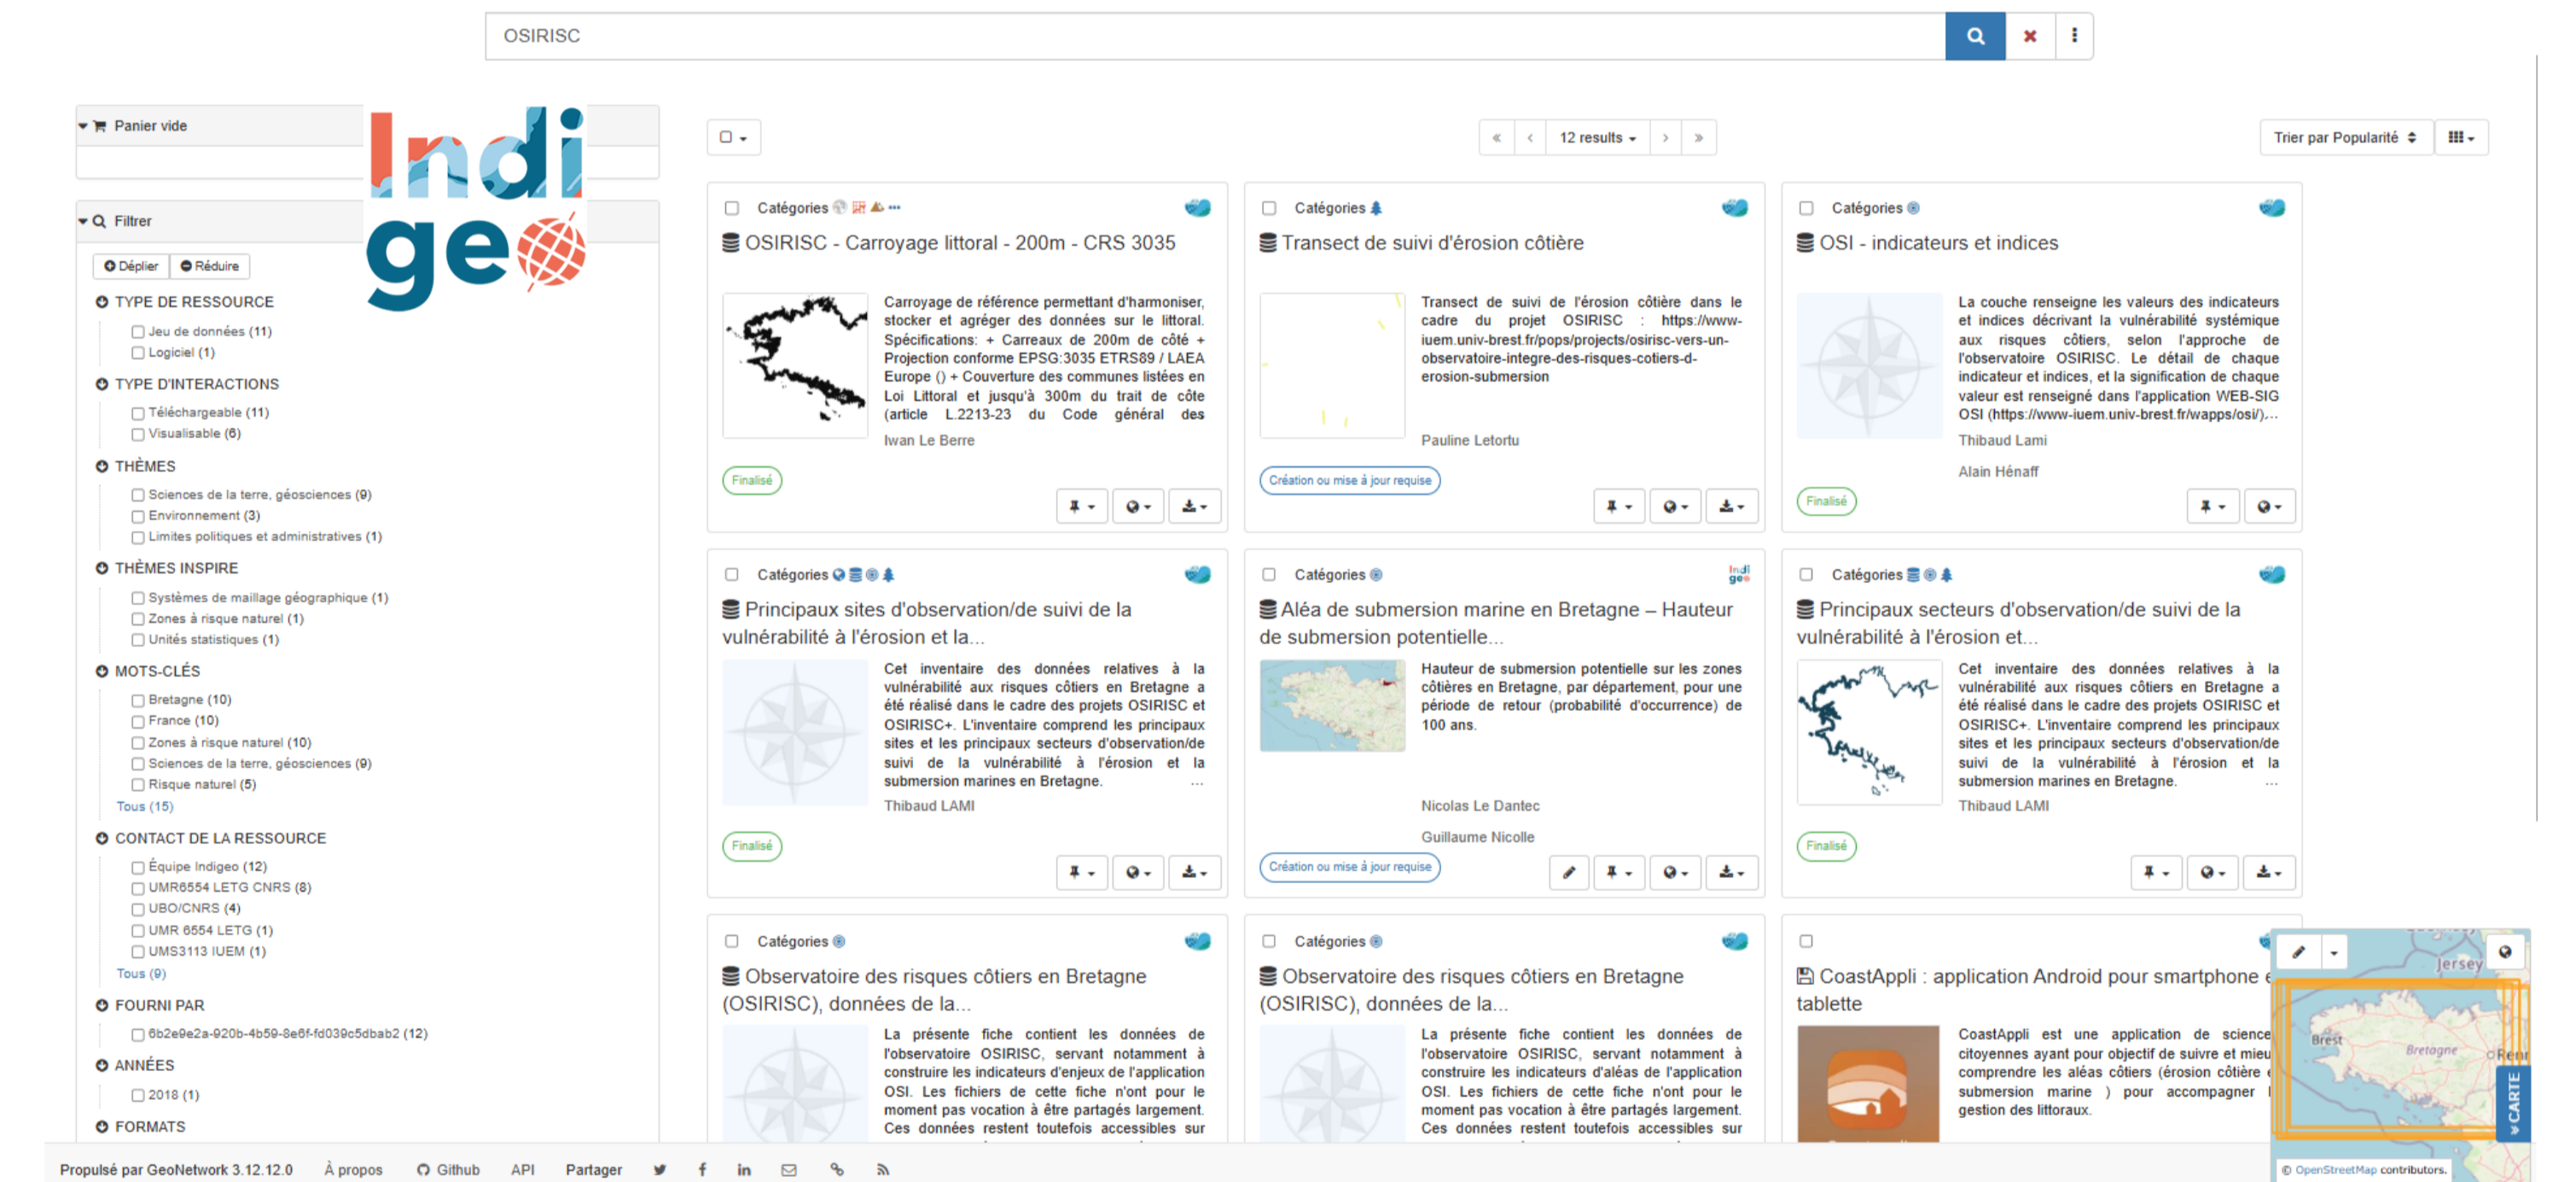 OSIRISC
Panier vide
Indi
geo
Filtrer
Déplier Réduire
TYPE DE RESSOURCE
Jeu de données (11)
Logiciel (1)
TYPE D'INTERACTIONS
Téléchargeable (11)
Visualisable (6)
THÈMES
Sciences de la terre, géosciences (9)
Environnement (3)
Limites politiques et administratives (1)
THÈMES INSPIRE
Systèmes de maillage géographique (1)
Zones à risque naturel (1)
Unités statistiques (1)
MOTS-CLÉS
Bretagne (10)
France (10)
Zones à risque naturel (10)
Sciences de la terre, géosciences (9)
Risque naturel (5)
Tous (15)
CONTACT DE LA RESSOURCE
Équipe Indigeo (12)
UMR6554 LETG CNRS (8)
UBO/CNRS (4)
UMR 6554 LETG (1)
UMS3113 IUEM (1)
Tous (9)
FOURNI PAR
6b2e9e2a-920b-4b59-8e6f-fd039c5dbab2 (12)
ANNÉES
2018 (1)
FORMATS
« ‹ 12 results › »
Trier par Popularité
Catégories
OSIRISC - Carroyage littoral - 200m - CRS 3035
Carroyage de référence permettant d'harmoniser,
stocker et agréger des données sur le littoral.
Spécifications: + Carreaux de 200m de côté +
Projection conforme EPSG:3035 ETRS89 / LAEA
Europe () + Couverture des communes listées en
Loi Littoral et jusqu'à 300m du trait de côte
(article L.2213-23 du Code général des
Iwan Le Berre
Finalisé
Catégories
Transect de suivi d'érosion côtière
Transect de suivi de l'érosion côtière dans le
cadre du projet OSIRISC : https://www-
iuem.univ-brest.fr/pops/projects/osirisc-vers-un-
observatoire-integre-des-risques-cotiers-d-
erosion-submersion
Pauline Letortu
Création ou mise à jour requise
Catégories
OSI - indicateurs et indices
La couche renseigne les valeurs des indicateurs
et indices décrivant la vulnérabilité systémique
aux risques côtiers, selon l'approche de
l'observatoire OSIRISC. Le détail de chaque
indicateur et indices, et la signification de chaque
valeur est renseigné dans l'application WEB-SIG
OSI (https://www-iuem.univ-brest.fr/wapps/osi/)...
Thibaud Lami
Alain Hénaff
Finalisé
Catégories
Principaux sites d'observation/de suivi de la
vulnérabilité à l'érosion et la...
Cet inventaire des données relatives à la
vulnérabilité aux risques côtiers en Bretagne a
été réalisé dans le cadre des projets OSIRISC et
OSIRISC+. L'inventaire comprend les principaux
sites et les principaux secteurs d'observation/de
suivi de la vulnérabilité à l'érosion et la
submersion marines en Bretagne. ...
Thibaud LAMI
Finalisé
Catégories
Indi
geo
Aléa de submersion marine en Bretagne – Hauteur
de submersion potentielle...
Hauteur de submersion potentielle sur les zones
côtières en Bretagne, par département, pour une
période de retour (probabilité d'occurrence) de
100 ans.
Nicolas Le Dantec
Guillaume Nicolle
Création ou mise à jour requise
Catégories
Principaux secteurs d'observation/de suivi de la
vulnérabilité à l'érosion et...
Cet inventaire des données relatives à la
vulnérabilité aux risques côtiers en Bretagne a
été réalisé dans le cadre des projets OSIRISC et
OSIRISC+. L'inventaire comprend les principaux
sites et les principaux secteurs d'observation/de
suivi de la vulnérabilité à l'érosion et la
submersion marines en Bretagne. ...
Thibaud LAMI
Finalisé
Catégories
Observatoire des risques côtiers en Bretagne
(OSIRISC), données de la...
La présente fiche contient les données de
l'observatoire OSIRISC, servant notamment à
construire les indicateurs d'enjeux de l'application
OSI. Les fichiers de cette fiche n'ont pour le
moment pas vocation à être partagés largement.
Ces données restent toutefois accessibles sur
Catégories
Observatoire des risques côtiers en Bretagne
(OSIRISC), données de la...
La présente fiche contient les données de
l'observatoire OSIRISC, servant notamment à
construire les indicateurs d'aléas de l'application
OSI. Les fichiers de cette fiche n'ont pour le
moment pas vocation à être partagés largement.
Ces données restent toutefois accessibles sur
CoastAppli : application Android pour smartphone
tablette
CoastAppli est une application de science
citoyennes ayant pour objectif de suivre et mieu
comprendre les aléas côtiers (érosion côtière
submersion marine ) pour accompagner
gestion des littoraux.
Jersey
Brest
Bretagne
Renn
CARTE
© OpenStreetMap contributors.
Propulsé par GeoNetwork 3.12.12.0 À propos Github API Partager